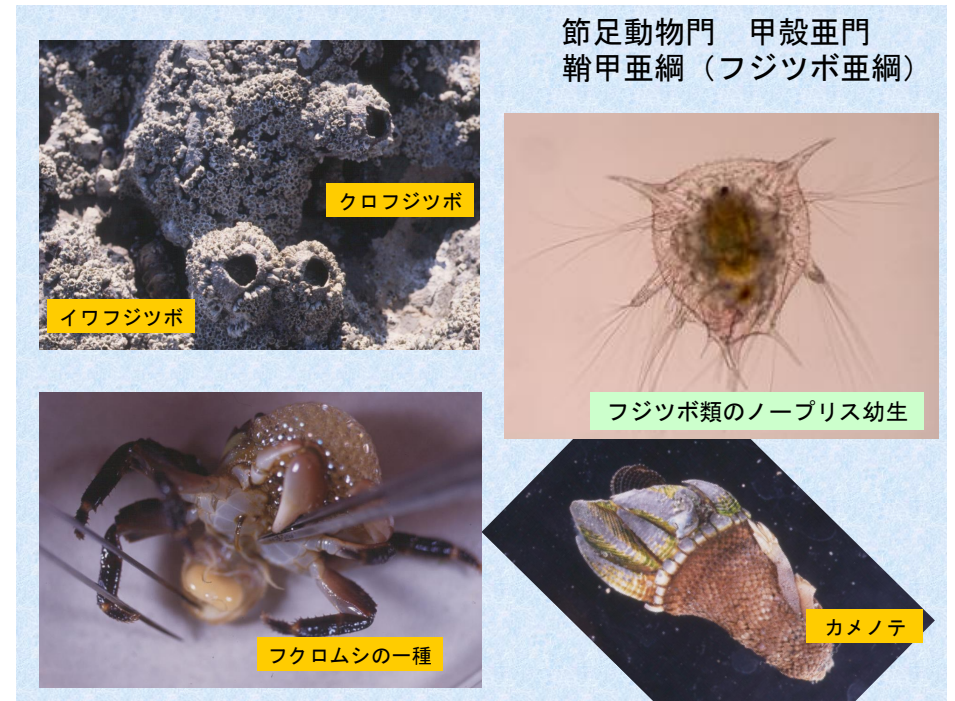 節足動物門　甲殻亜門
鞘甲亜綱（フジツボ亜綱）
クロフジツボ
イワフジツボ
フジツボ類のノープリス幼生
フクロムシの一種
カメノテ